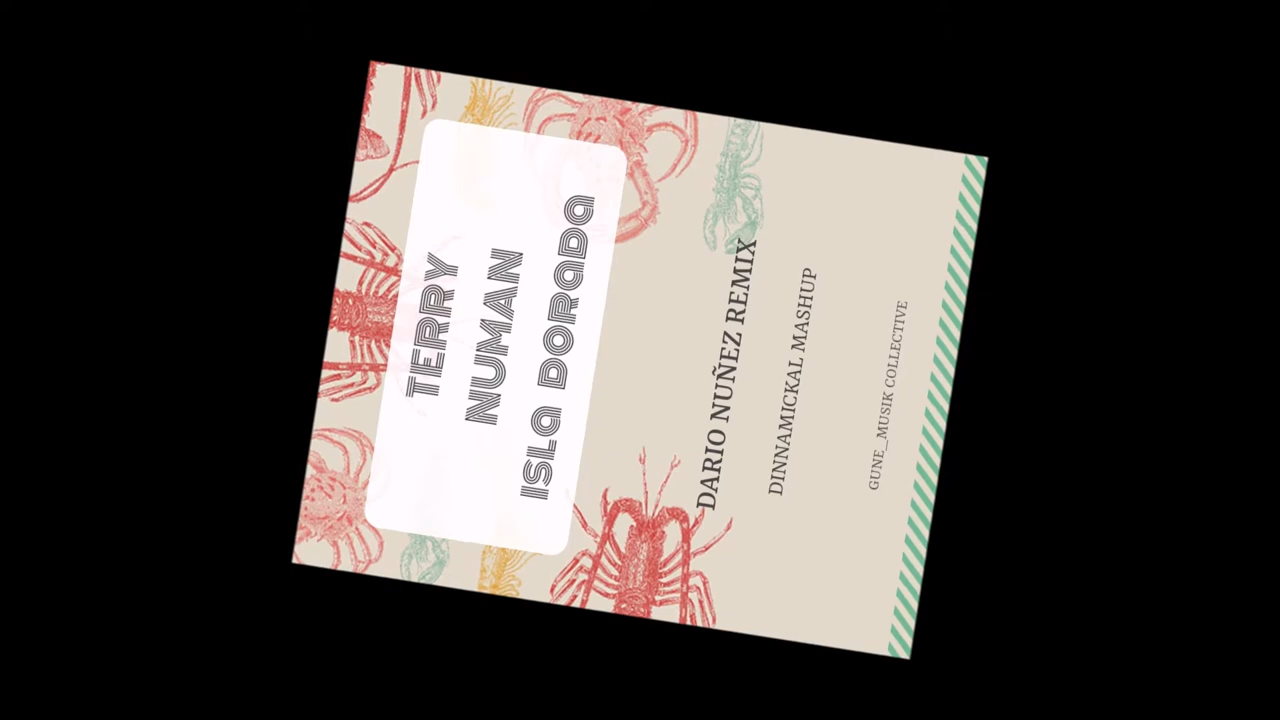 TERRY
NUMAN
ISLA DORADA
DARIO NUÑEZ REMIX
DINNAMICKAL MASHUP
GUNE_MUSIK COLLECTIVE